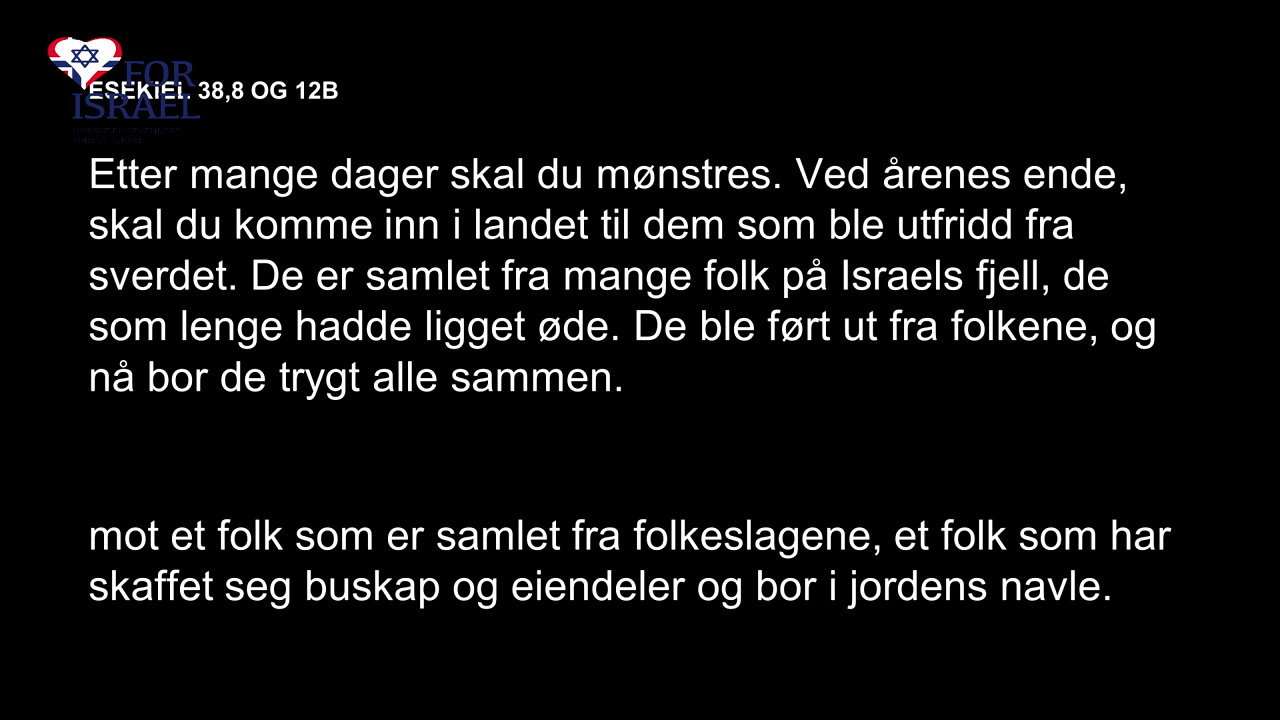 FOR
ISRAEL
ESEKIEL 38,8 OG 12B
Etter mange dager skal du mønstres. Ved årenes ende,
skal du komme inn i landet til dem som ble utfridd fra
sverdet. De er samlet fra mange folk på Israels fjell, de
som lenge hadde ligget øde. De ble ført ut fra folkene, og
nå bor de trygt alle sammen.
mot et folk som er samlet fra folkeslagene, et folk som har
skaffet seg buskap og eiendeler og bor i jordens navle.